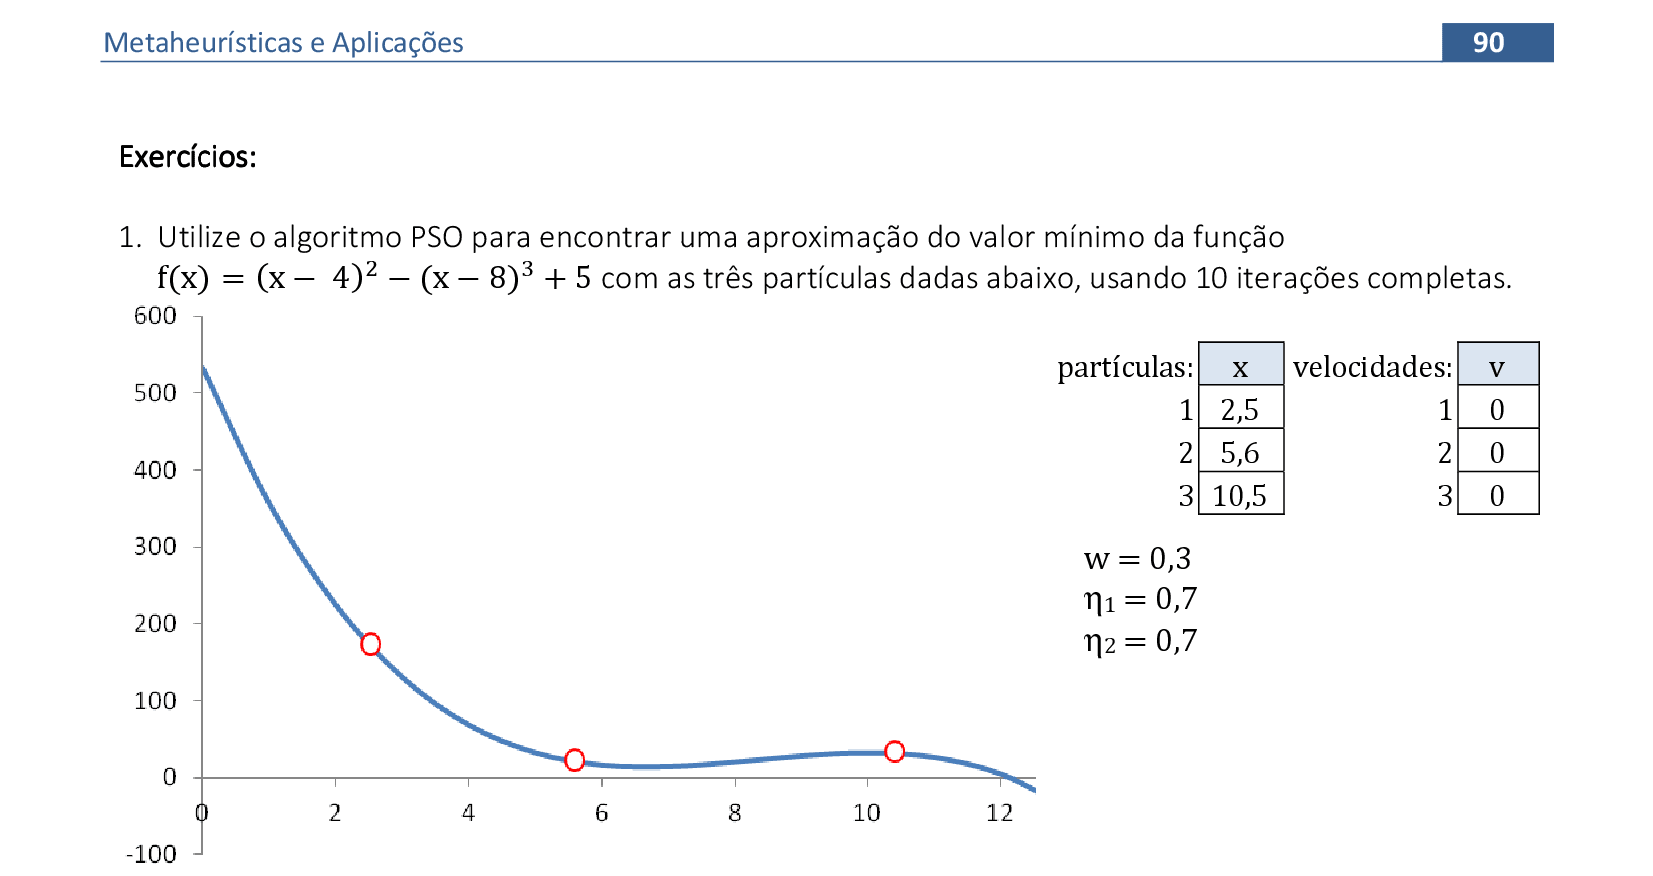 Metaheurísticas e Aplicações 90
Exercícios:
1. Utilize o algoritmo PSO para encontrar uma aproximação do valor mínimo da função
f(x) = (x − 4)² − (x − 8)³ + 5 com as três partículas dadas abaixo, usando 10 iterações completas.
600
500
400
300
200
100
0
-100
0 2 4 6 8 10 12
partículas: x velocidades: v
1 2,5 1 0
2 5,6 2 0
3 10,5 3 0
w = 0,3
η₁ = 0,7
η₂ = 0,7